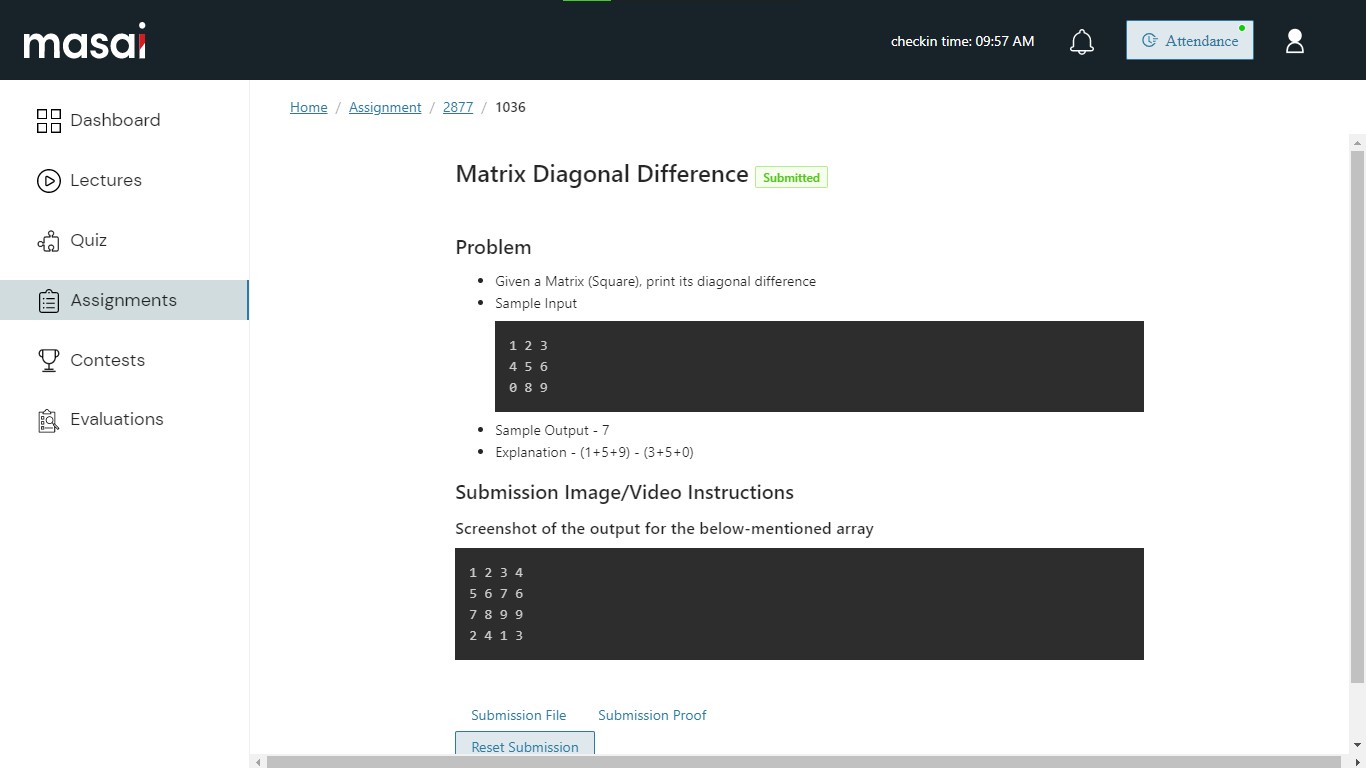 masai
checkin time: 09:57 AM
Attendance
Dashboard
Lectures
Quiz
Assignments
Contests
Evaluations
Home / Assignment / 2877 / 1036
Matrix Diagonal Difference Submitted
Problem
• Given a Matrix (Square), print its diagonal difference
• Sample Input
1 2 3
4 5 6
0 8 9
• Sample Output - 7
• Explanation - (1+5+9) - (3+5+0)
Submission Image/Video Instructions
Screenshot of the output for the below-mentioned array
1 2 3 4
5 6 7 6
7 8 9 9
2 4 1 3
Submission File Submission Proof
Reset Submission